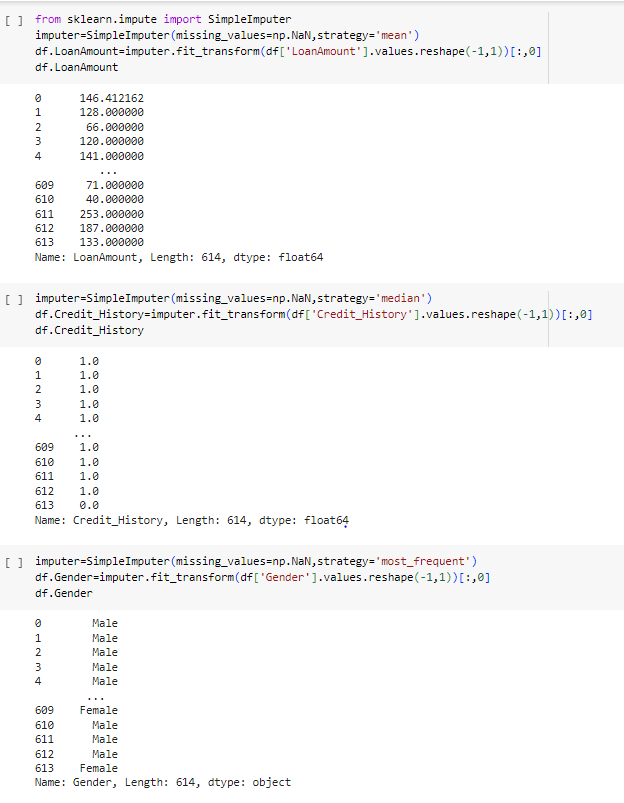 [ ] from sklearn.impute import SimpleImputer
imputer=SimpleImputer(missing_values=np.NaN,strategy='mean')
df.LoanAmount=imputer.fit_transform(df['LoanAmount'].values.reshape(-1,1))[:,0]
df.LoanAmount
0 146.412162
1 128.000000
2 66.000000
3 120.000000
4 141.000000
...
609 71.000000
610 40.000000
611 253.000000
612 187.000000
613 133.000000
Name: LoanAmount, Length: 614, dtype: float64
[ ] imputer=SimpleImputer(missing_values=np.NaN,strategy='median')
df.Credit_History=imputer.fit_transform(df['Credit_History'].values.reshape(-1,1))[:,0]
df.Credit_History
0 1.0
1 1.0
2 1.0
3 1.0
4 1.0
...
609 1.0
610 1.0
611 1.0
612 1.0
613 0.0
Name: Credit_History, Length: 614, dtype: float64
[ ] imputer=SimpleImputer(missing_values=np.NaN,strategy='most_frequent')
df.Gender=imputer.fit_transform(df['Gender'].values.reshape(-1,1))[:,0]
df.Gender
0 Male
1 Male
2 Male
3 Male
4 Male
...
609 Female
610 Male
611 Male
612 Male
613 Female
Name: Gender, Length: 614, dtype: object